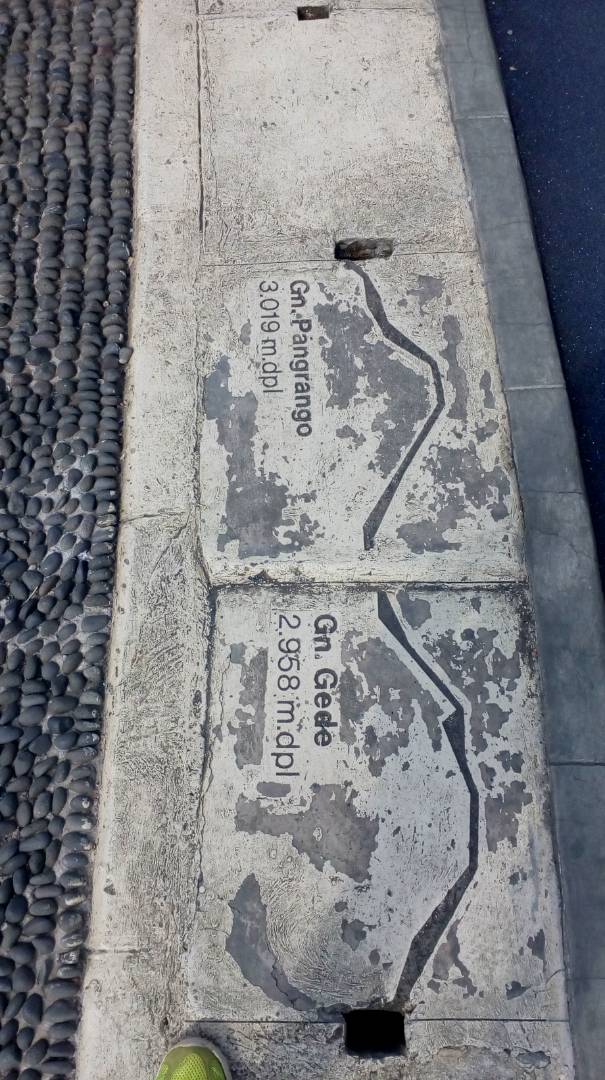 Gn. Pangrango
3.019 m.dpl
Gn. Gede
2.958 m.dpl